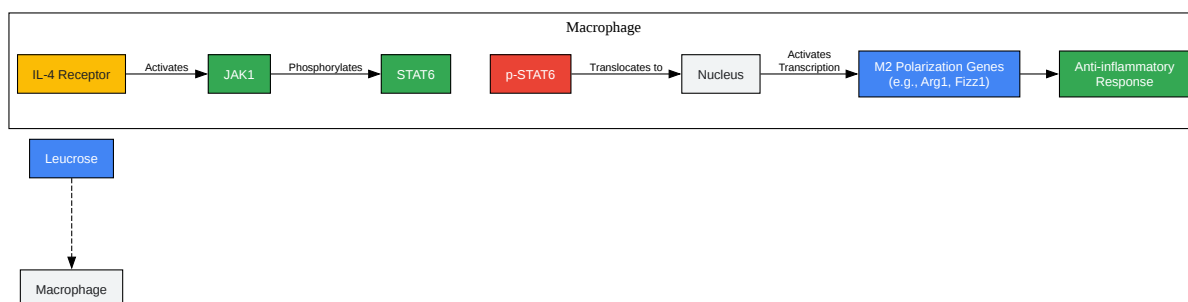 Macrophage
IL-4 Receptor
Activates
JAK1
Phosphorylates
STAT6
p-STAT6
Translocates to
Nucleus
Activates
Transcription
M2 Polarization Genes
(e.g., Arg1, Fizz1)
Anti-inflammatory
Response
Leucrose
Macrophage